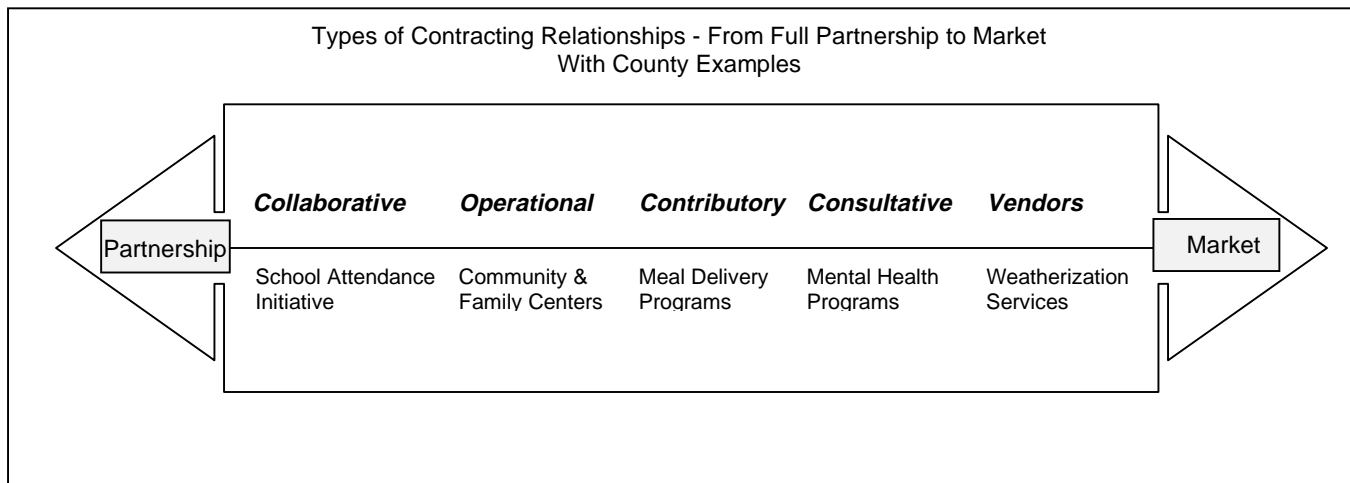 Types of Contracting Relationships - From Full Partnership to Market
With County Examples
Collaborative Operational Contributory Consultative Vendors
Partnership Market
School Attendance Community & Meal Delivery Mental Health Weatherization
Initiative Family Centers Programs Programs Services